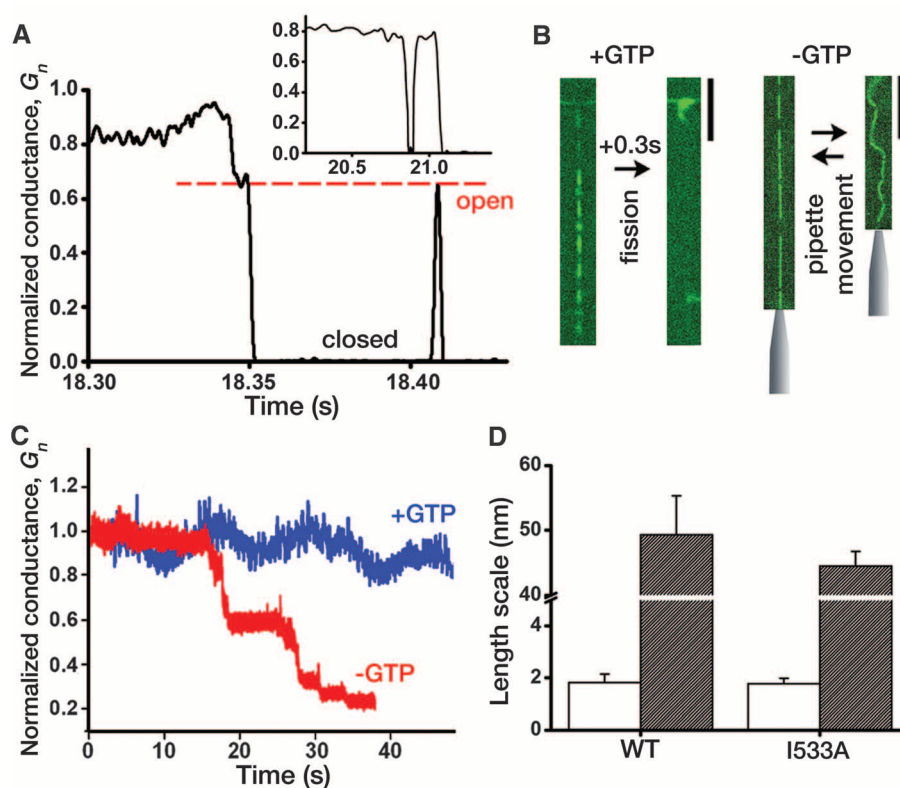 A
Normalized conductance, Gn
1.0
0.8
0.6
0.4
0.2
0.0
18.30
18.35
18.40
Time (s)
open
closed
0.8
0.6
0.4
0.2
0.0
20.5
21.0
B
+GTP
-GTP
+0.3s
fission
pipette
movement
C
Normalized conductance, Gn
1.2
1.0
0.8
0.6
0.4
0.2
0
10
20
30
40
Time (s)
+GTP
-GTP
D
Length scale (nm)
60
50
40
4
2
0
WT
I533A